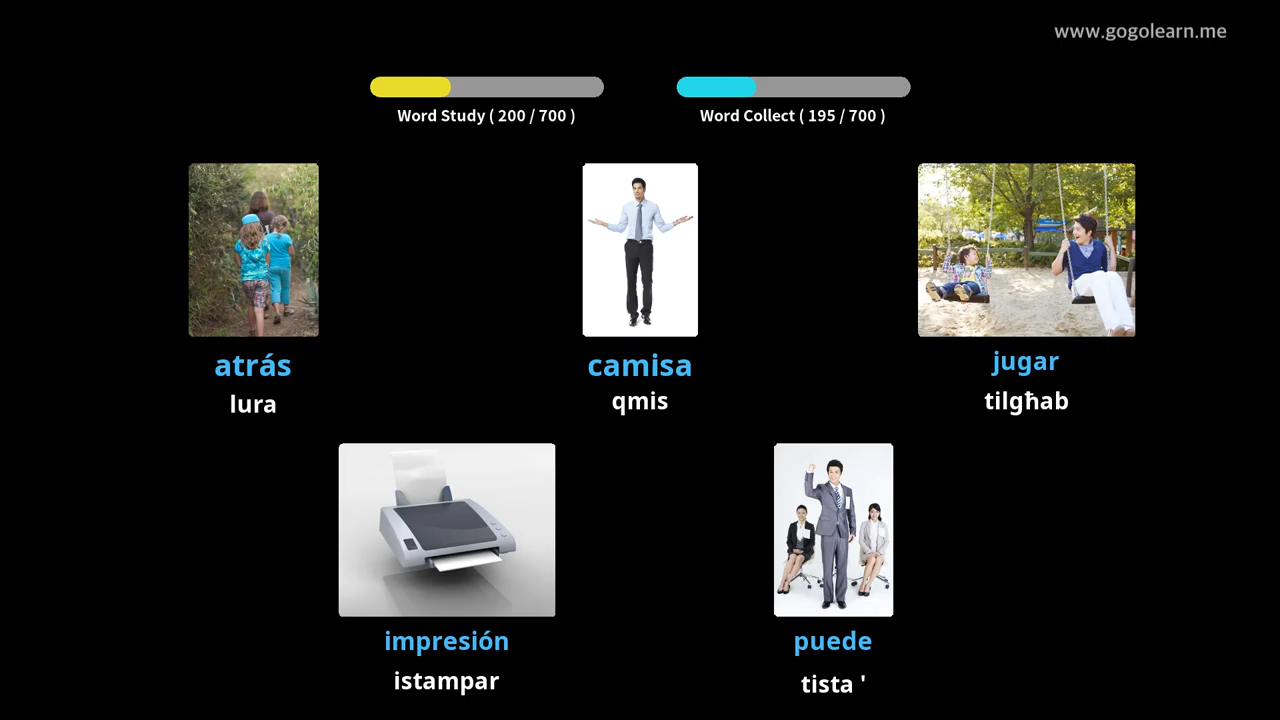 www.gogolearn.me
Word Study ( 200 / 700 )
Word Collect ( 195 / 700 )
atrás
lura
camisa
qmis
jugar
tilgħab
impresión
istampar
puede
tista '